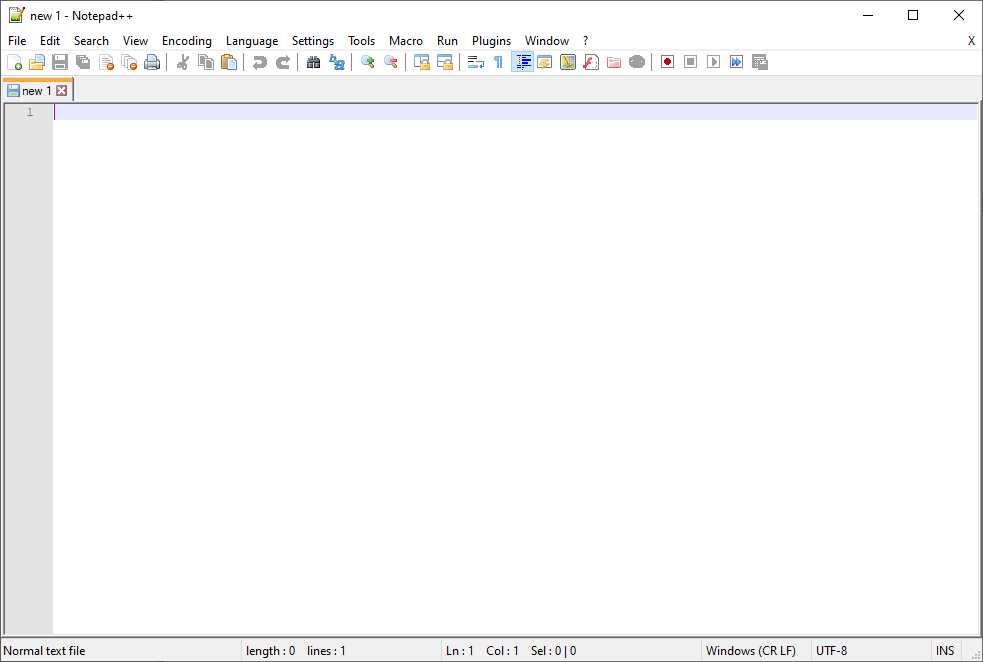 new 1 - Notepad++
File Edit Search View Encoding Language Settings Tools Macro Run Plugins Window ? X
new 1
1
Normal text file length : 0 lines : 1 Ln : 1 Col : 1 Sel : 0 | 0 Windows (CR LF) UTF-8 INS